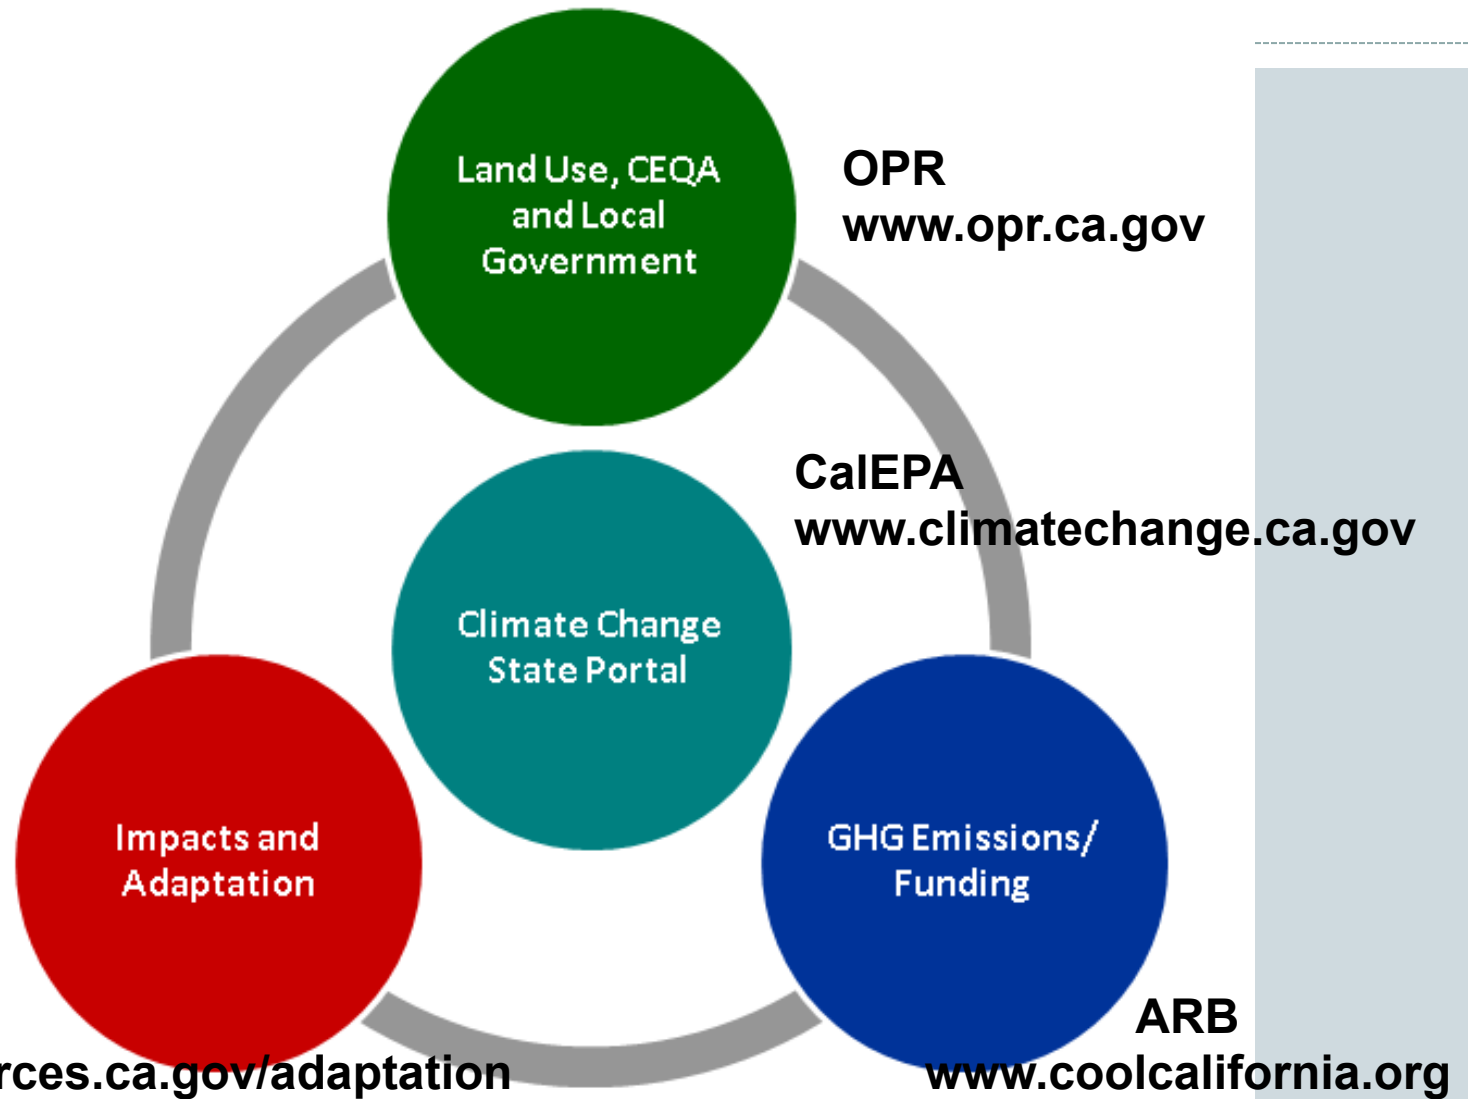 Land Use, CEQA
and Local
Government
OPR
www.opr.ca.gov
CalEPA
www.climatechange.ca.gov
Climate Change
State Portal
Impacts and
Adaptation
GHG Emissions/
Funding
ARB
www.coolcalifornia.org
rces.ca.gov/adaptation